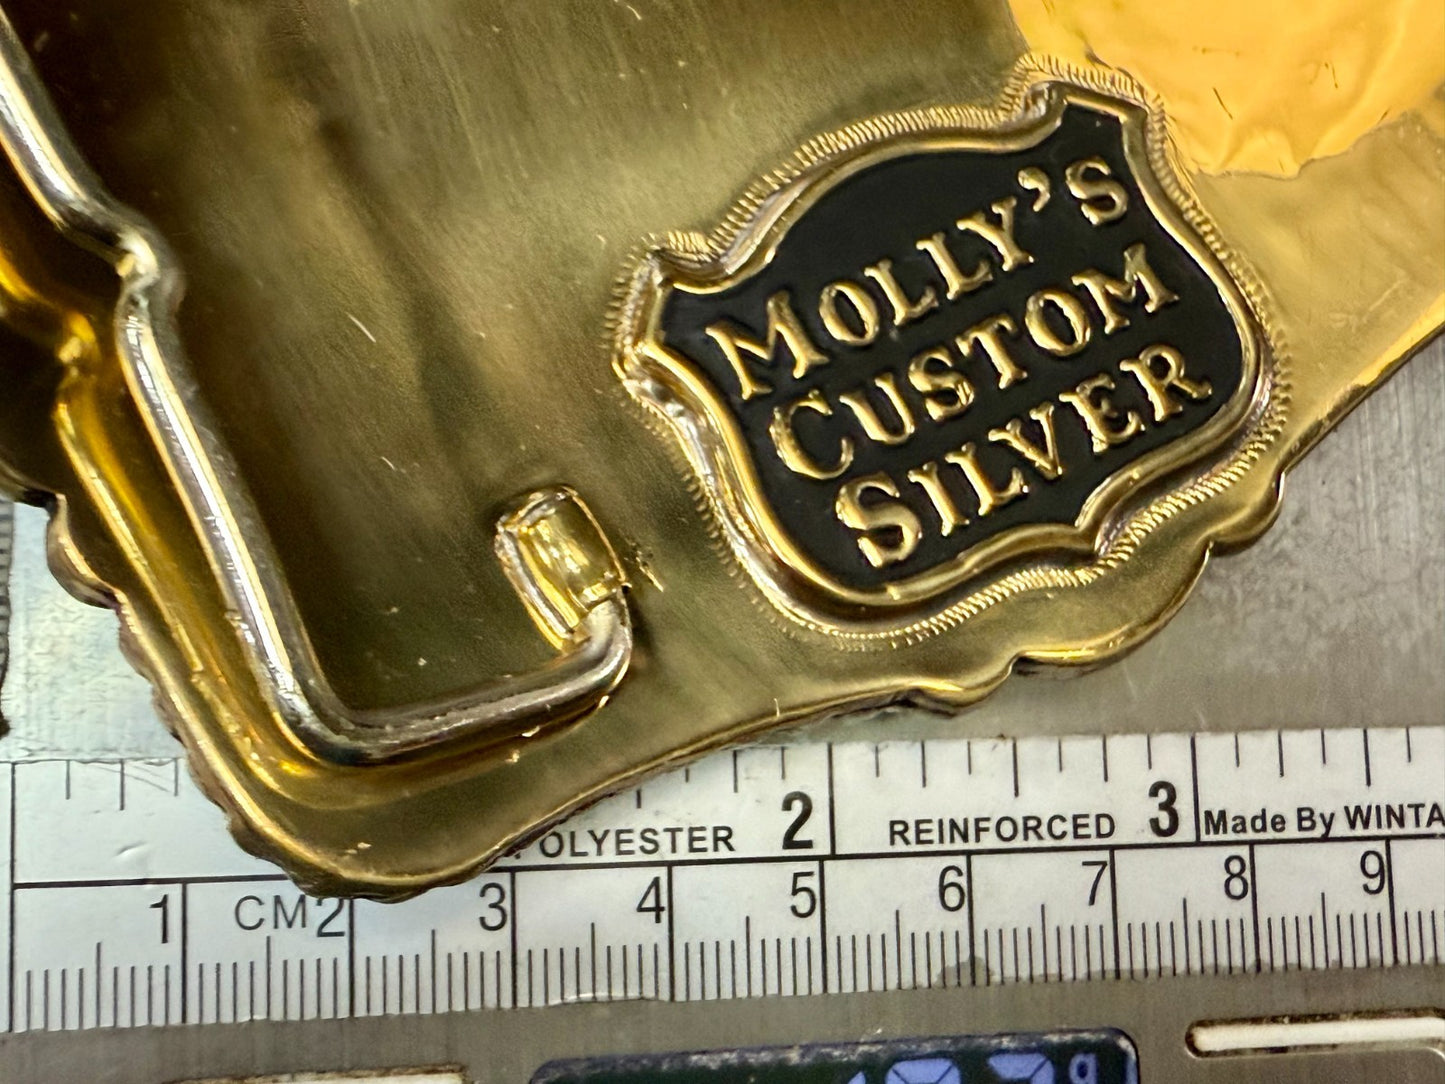 MOLLY'S
CUSTOM
SILVER
POLYESTER 2 REINFORCED 3 Made By WINTA
1 CM 2 3 4 5 6 7 8 9